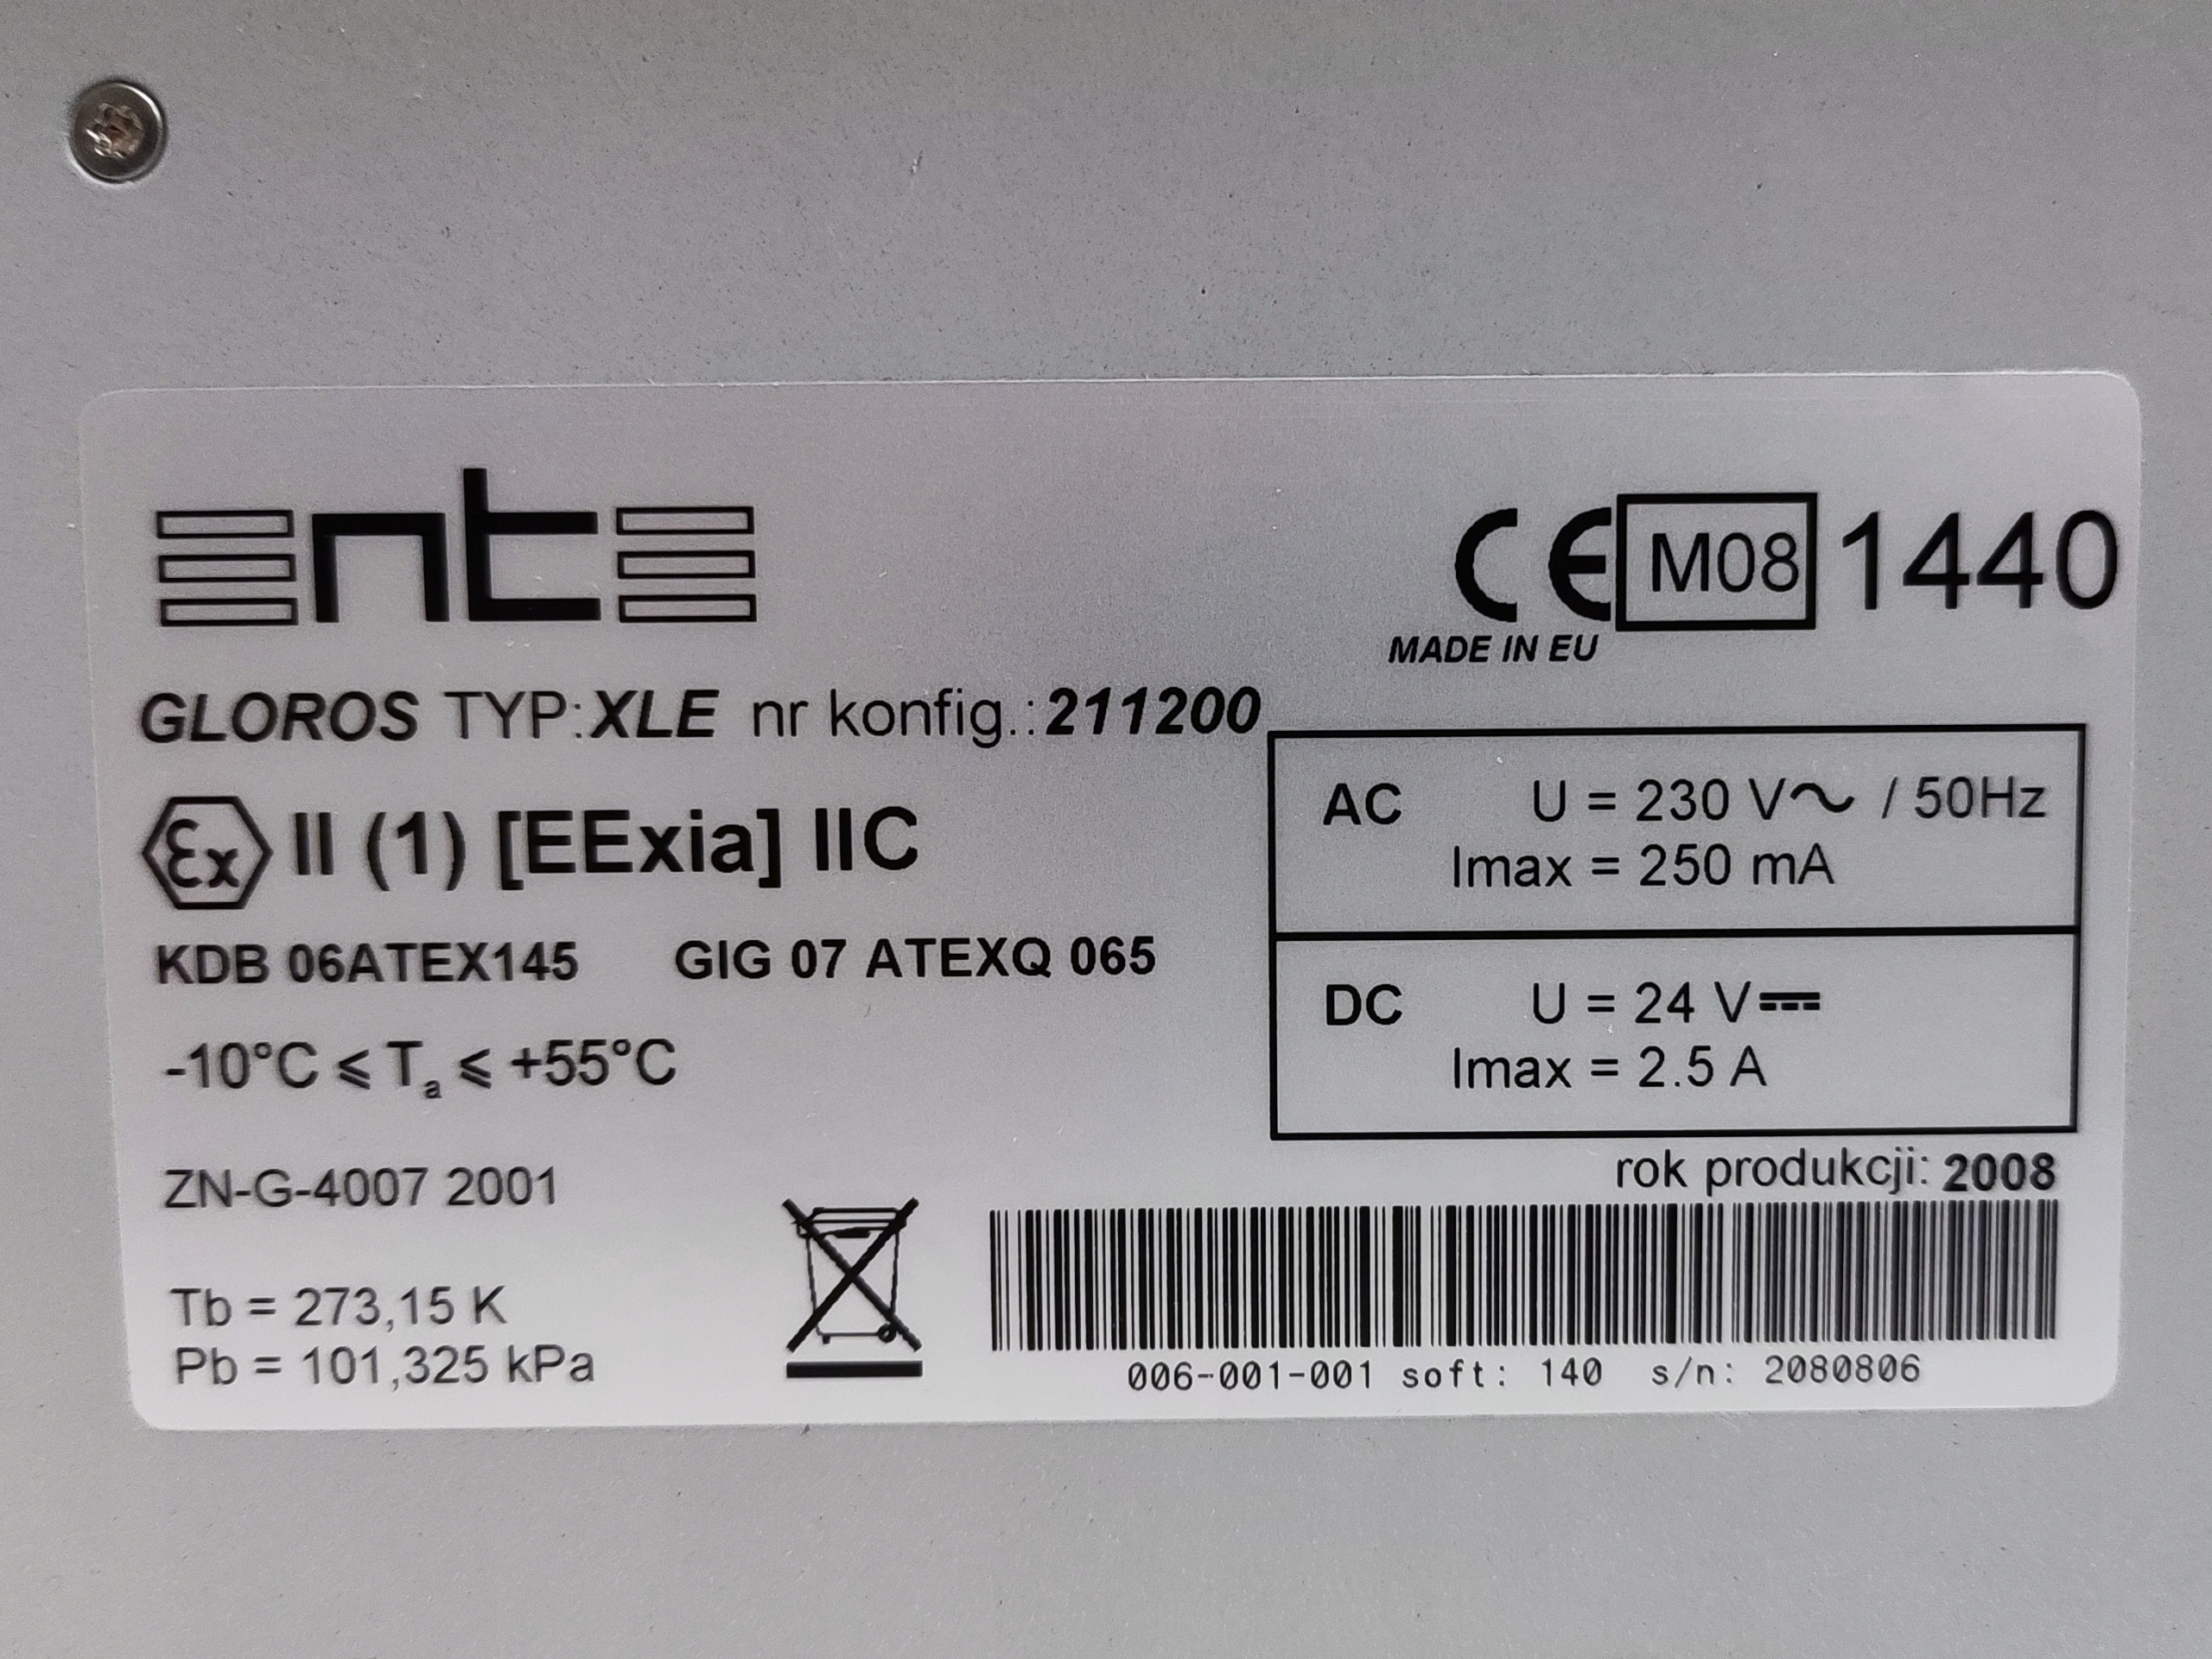 ente
CE M08 1440
MADE IN EU
GLOROS TYP:XLE nr konfig.:211200
Ex II (1) [EExia] IIC
KDB 06ATEX145 GIG 07 ATEXQ 065
-10°C ⩽ Ta ⩽ +55°C
ZN-G-4007 2001
Tb = 273,15 K
Pb = 101,325 kPa
AC U = 230 V～ / 50Hz
Imax = 250 mA
DC U = 24 V⎓
Imax = 2.5 A
rok produkcji: 2008
006-001-001 soft: 140 s/n: 2080806